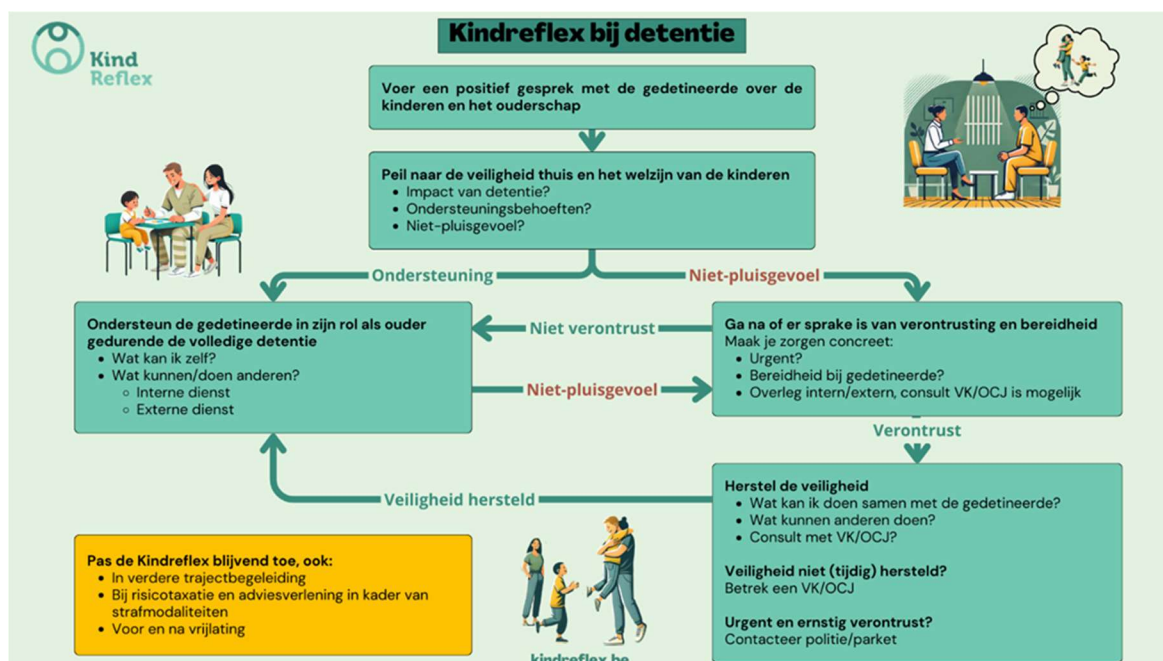 Kind
Reflex
Kindreflex bij detentie
Voer een positief gesprek met de gedetineerde over de
kinderen en het ouderschap
Peil naar de veiligheid thuis en het welzijn van de kinderen
• Impact van detentie?
• Ondersteuningsbehoeften?
• Niet-pluisgevoel?
Ondersteuning
Niet-pluisgevoel
Ondersteun de gedetineerde in zijn rol als ouder
gedurende de volledige detentie
• Wat kan ik zelf?
• Wat kunnen/doen anderen?
○ Interne dienst
○ Externe dienst
Niet verontrust
Niet-pluisgevoel
Ga na of er sprake is van verontrusting en bereidheid
Maak je zorgen concreet:
• Urgent?
• Bereidheid bij gedetineerde?
• Overleg intern/extern, consult VK/OCJ is mogelijk
Verontrust
Herstel de veiligheid
• Wat kan ik doen samen met de gedetineerde?
• Wat kunnen anderen doen?
• Consult met VK/OCJ?
Veiligheid niet (tijdig) hersteld?
Betrek een VK/OCJ
Urgent en ernstig verontrust?
Contacteer politie/parket
Veiligheid hersteld
Pas de Kindreflex blijvend toe, ook:
• In verdere trajectbegeleiding
• Bij risicotaxatie en adviesverlening in kader van
strafmodaliteiten
• Voor en na vrijlating
kindreflex.be